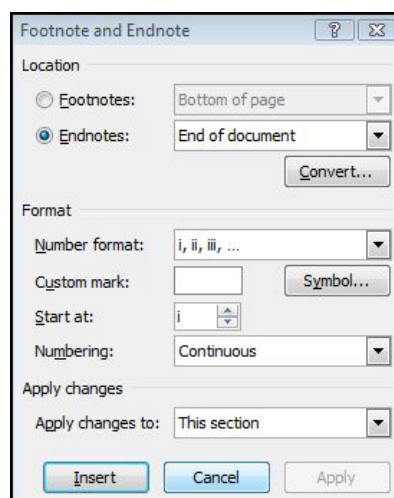 Footnote and Endnote
Location
Footnotes: Bottom of page
Endnotes: End of document
Convert...
Format
Number format: i, ii, iii, ...
Custom mark: Symbol...
Start at: i
Numbering: Continuous
Apply changes
Apply changes to: This section
Insert Cancel Apply